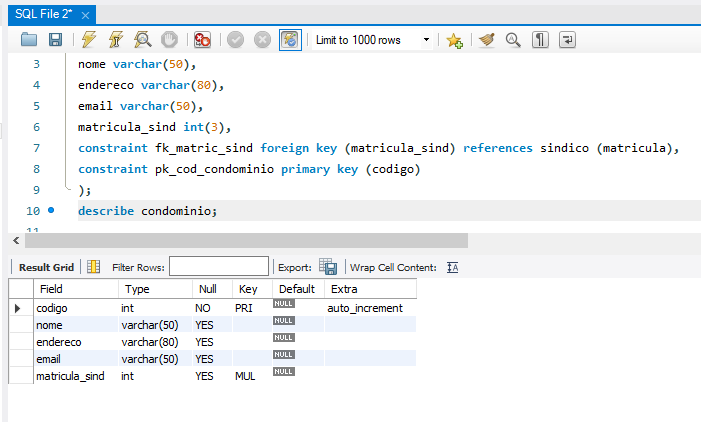 SQL File 2*
Limit to 1000 rows
3 nome varchar(50),
4 endereco varchar(80),
5 email varchar(50),
6 matricula_sind int(3),
7 constraint fk_matric_sind foreign key (matricula_sind) references sindico (matricula),
8 constraint pk_cod_condominio primary key (codigo)
9 );
10 describe condominio;
11
Result Grid Filter Rows: Export: Wrap Cell Content:
Field Type Null Key Default Extra
codigo int NO PRI NULL auto_increment
nome varchar(50) YES NULL
endereco varchar(80) YES NULL
email varchar(50) YES NULL
matricula_sind int YES MUL NULL